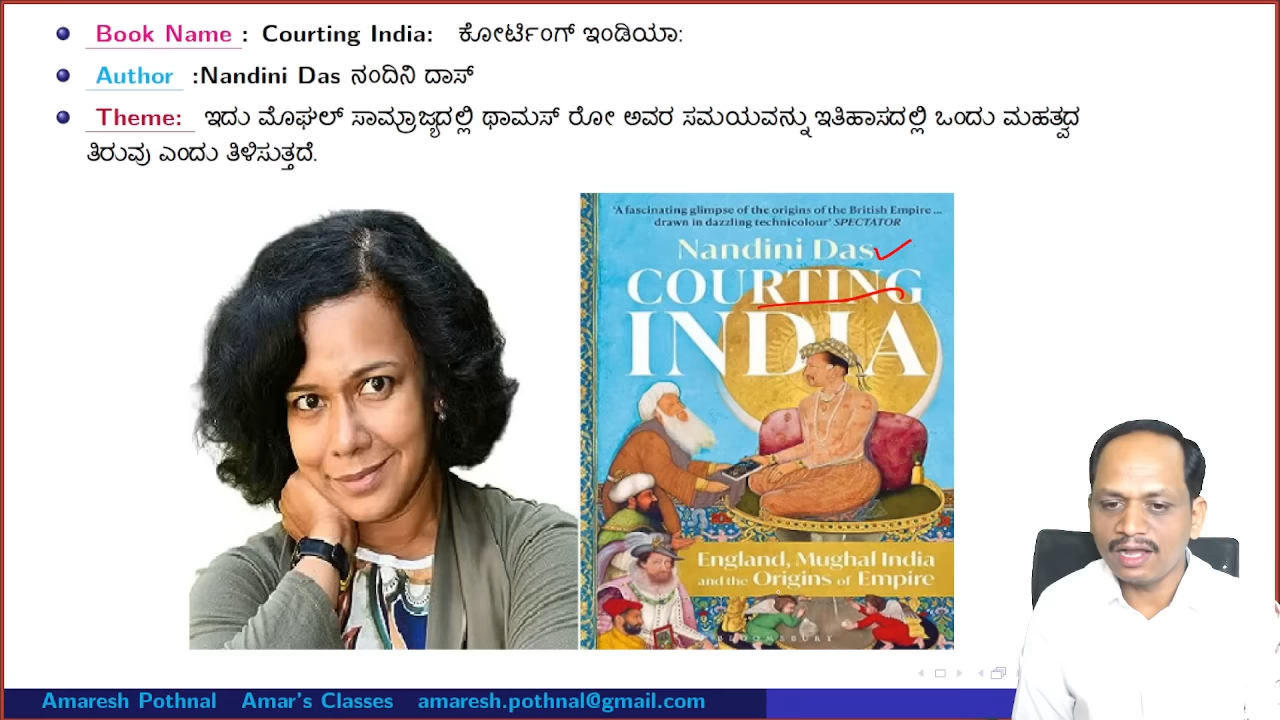 Book Name : Courting India: ಕೋರ್ಟಿಂಗ್ ಇಂಡಿಯಾ:
Author :Nandini Das ನಂದಿನಿ ದಾಸ್
Theme: ಇದು ಮೊಘಲ್ ಸಾಮ್ರಾಜ್ಯದಲ್ಲಿ ಥಾಮಸ್ ರೋ ಅವರ ಸಮಯವನ್ನು ಇತಿಹಾಸದಲ್ಲಿ ಒಂದು ಮಹತ್ವದ
ತಿರುವು ಎಂದು ತಿಳಿಸುತ್ತದೆ.
‘A fascinating glimpse of the origins of the British Empire ...
drawn in dazzling technicolour’ SPECTATOR
Nandini Das
COURTING
INDIA
England, Mughal India
and the Origins of Empire
BLOOMSBURY
Amaresh Pothnal Amar's Classes amaresh.pothnal@gmail.com